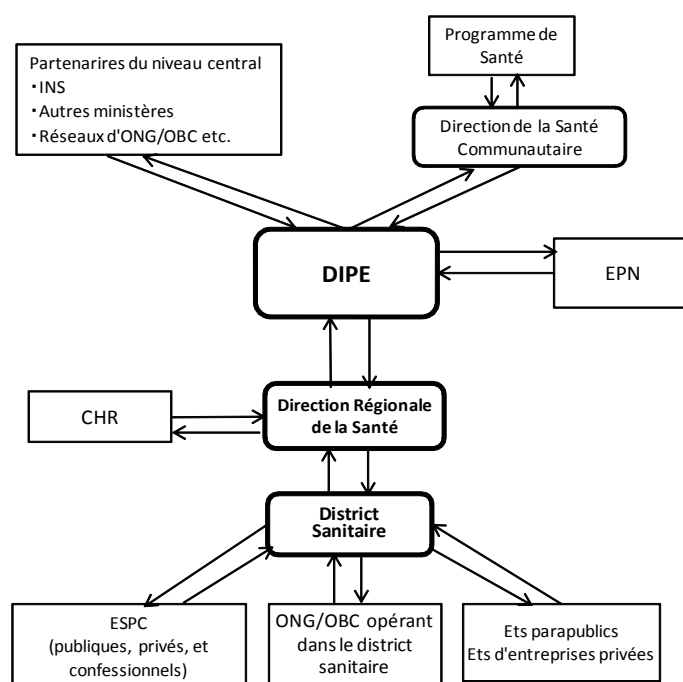 Partenarires du niveau central
・INS
・Autres ministères
・Réseaux d'ONG/OBC etc.
Programme de
Santé
Direction de la Santé
Communautaire
DIPE
EPN
CHR
Direction Régionale
de la Santé
District
Sanitaire
ESPC
(publiques, privés, et
confessionnels)
ONG/OBC opérant
dans le district
sanitaire
Ets parapublics
Ets d'entreprises privées